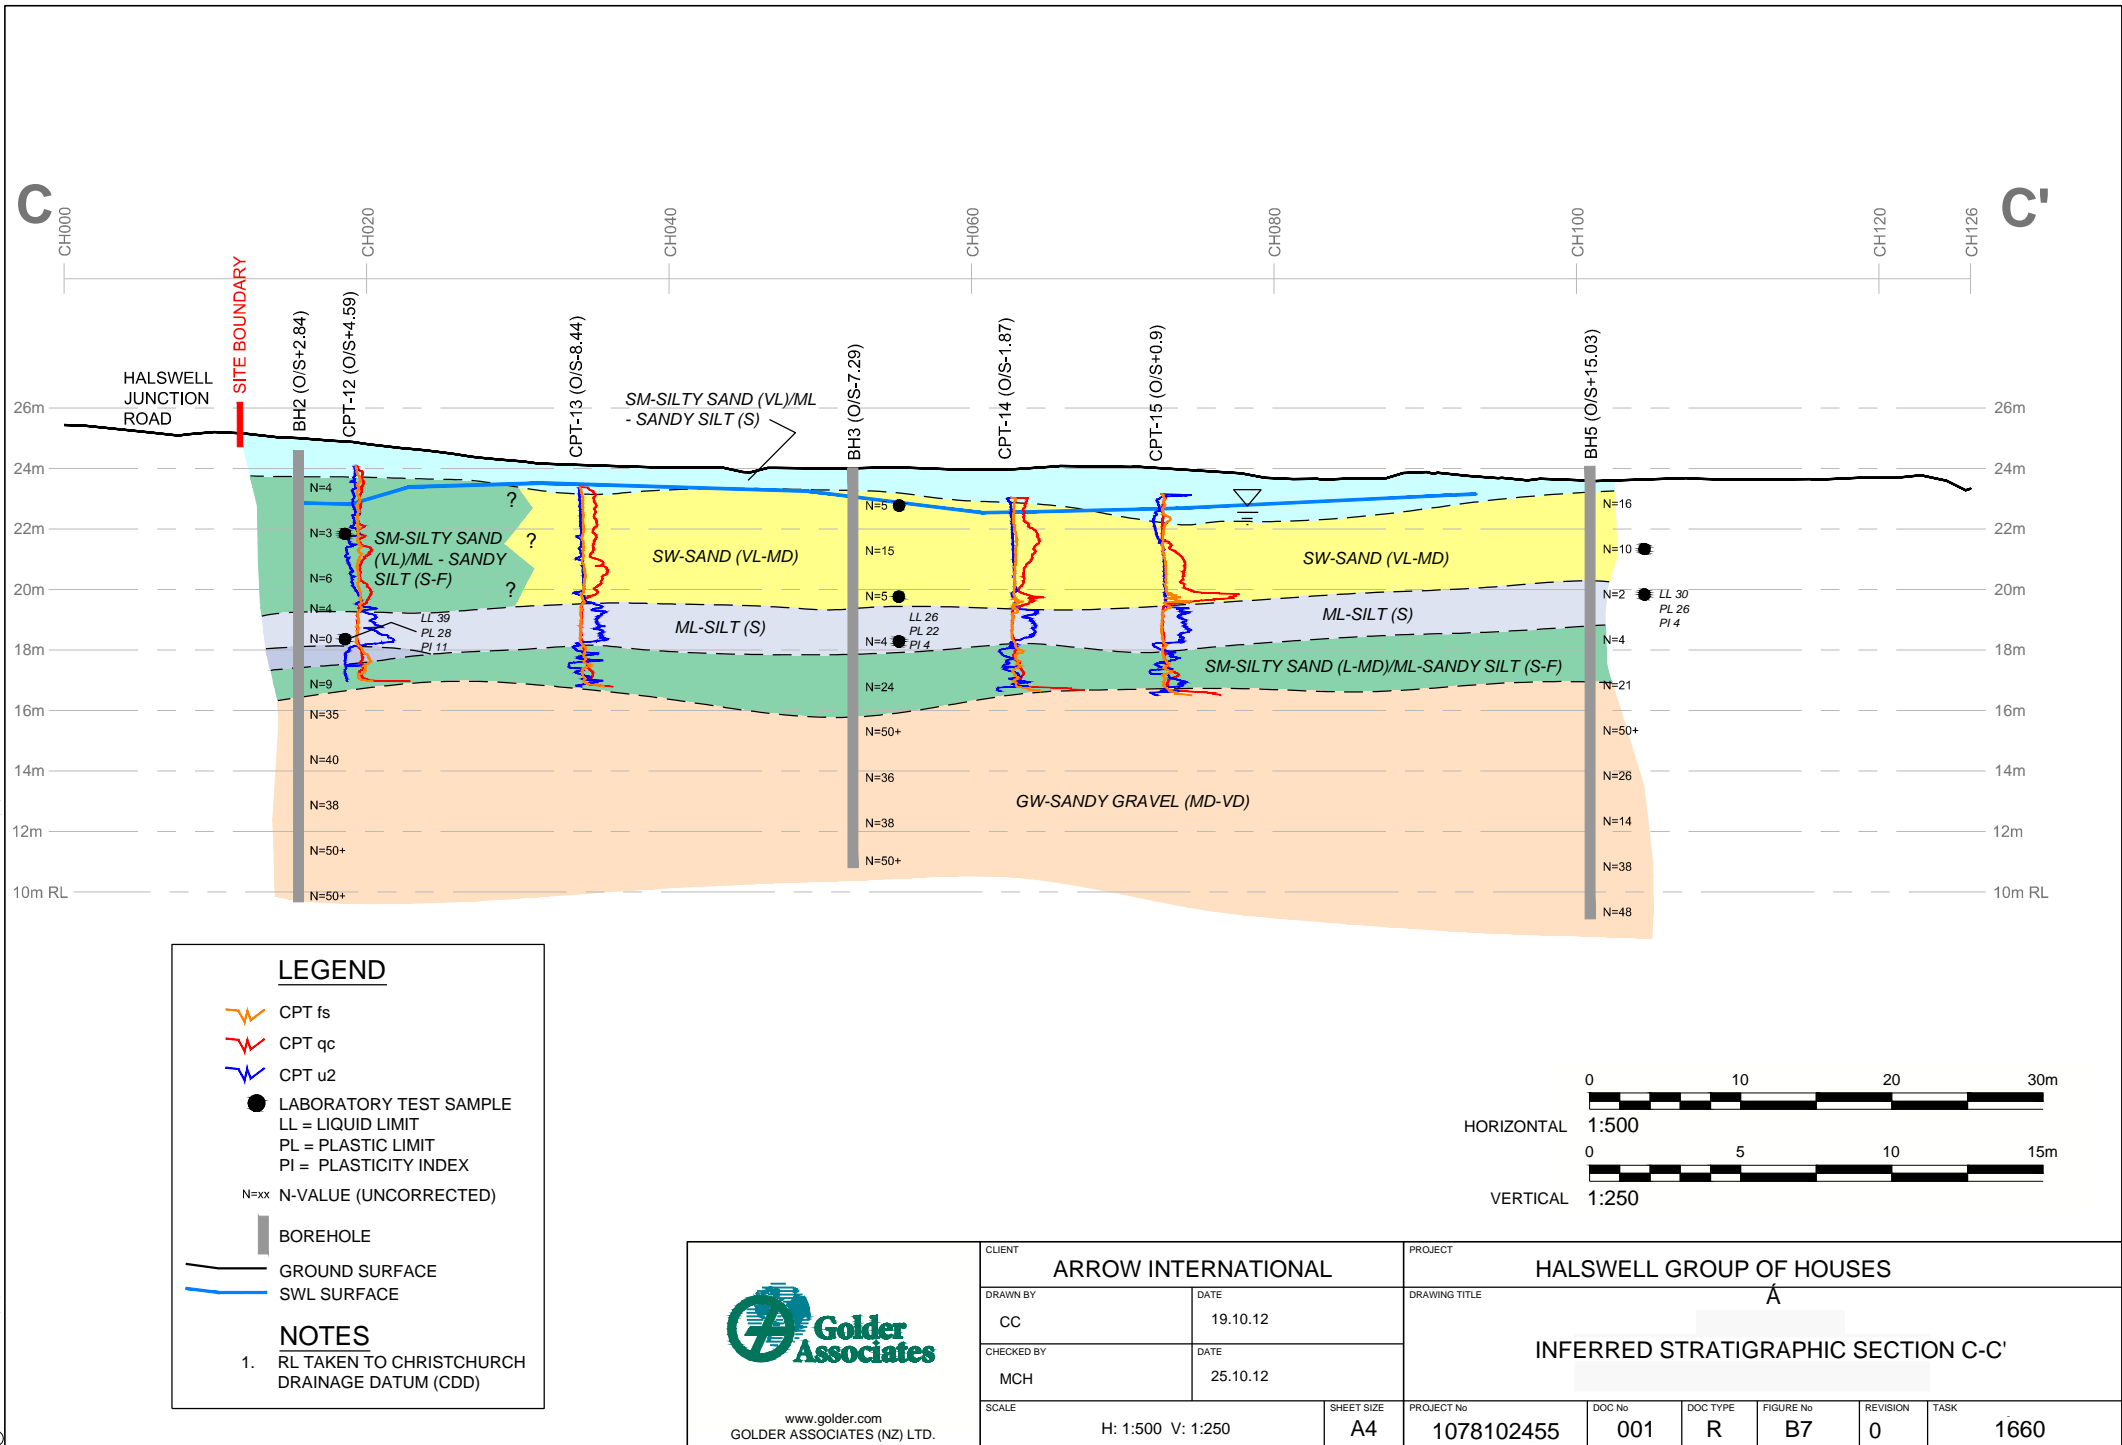 C
CH000
CH020
CH040
CH060
CH080
CH100
CH120
CH126
C'
SITE BOUNDARY
BH2 (O/S+2.84)
CPT-12 (O/S+4.59)
CPT-13 (O/S-8.44)
BH3 (O/S-7.29)
CPT-14 (O/S-1.87)
CPT-15 (O/S+0.9)
BH5 (O/S+15.03)
HALSWELL
JUNCTION
ROAD
SM-SILTY SAND (VL)/ML
- SANDY SILT (S)
26m
24m
22m
20m
18m
16m
14m
12m
10m RL
26m
24m
22m
20m
18m
16m
14m
12m
10m RL
N=4
N=3
N=6
N=4
N=0
N=9
N=35
N=40
N=38
N=50+
N=50+
SM-SILTY SAND
(VL)/ML - SANDY
SILT (S-F)
?
?
?
LL 39
PL 28
PI 11
SW-SAND (VL-MD)
ML-SILT (S)
N=5
N=15
N=5
N=4
N=24
N=50+
N=36
N=38
N=50+
LL 26
PL 22
PI 4
SW-SAND (VL-MD)
ML-SILT (S)
SM-SILTY SAND (L-MD)/ML-SANDY SILT (S-F)
GW-SANDY GRAVEL (MD-VD)
N=16
N=10
N=2
N=4
N=21
N=50+
N=26
N=14
N=38
N=48
LL 30
PL 26
PI 4
LEGEND
CPT fs
CPT qc
CPT u2
LABORATORY TEST SAMPLE
LL = LIQUID LIMIT
PL = PLASTIC LIMIT
PI = PLASTICITY INDEX
N=xx N-VALUE (UNCORRECTED)
BOREHOLE
GROUND SURFACE
SWL SURFACE
NOTES
1. RL TAKEN TO CHRISTCHURCH
DRAINAGE DATUM (CDD)
0 10 20 30m
HORIZONTAL 1:500
0 5 10 15m
VERTICAL 1:250
Golder
Associates
www.golder.com
GOLDER ASSOCIATES (NZ) LTD.
CLIENT
ARROW INTERNATIONAL
DRAWN BY
CC
DATE
19.10.12
CHECKED BY
MCH
DATE
25.10.12
SCALE
H: 1:500 V: 1:250
SHEET SIZE
A4
PROJECT
HALSWELL GROUP OF HOUSES
DRAWING TITLE
Á
INFERRED STRATIGRAPHIC SECTION C-C'
PROJECT No
1078102455
DOC No
001
DOC TYPE
R
FIGURE No
B7
REVISION
0
TASK
1660